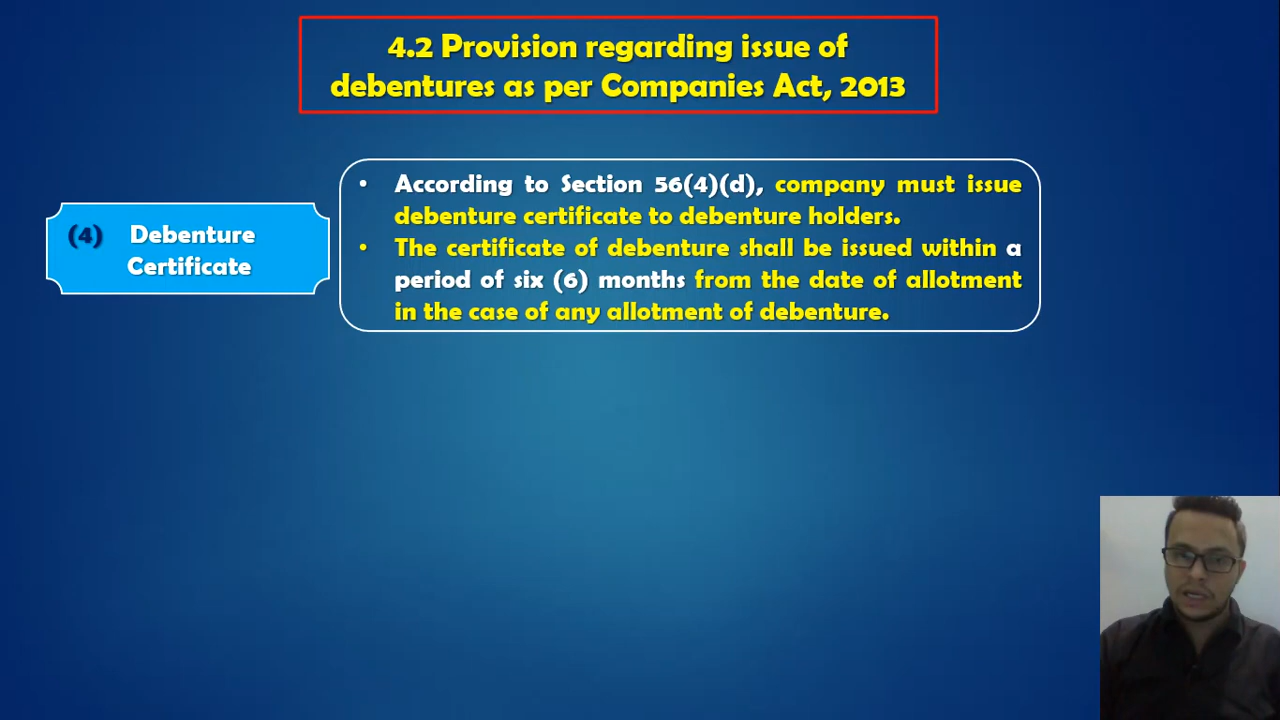 4.2 Provision regarding issue of
debentures as per Companies Act, 2013
(4) Debenture
Certificate
• According to Section 56(4)(d), company must issue
debenture certificate to debenture holders.
• The certificate of debenture shall be issued within a
period of six (6) months from the date of allotment
in the case of any allotment of debenture.